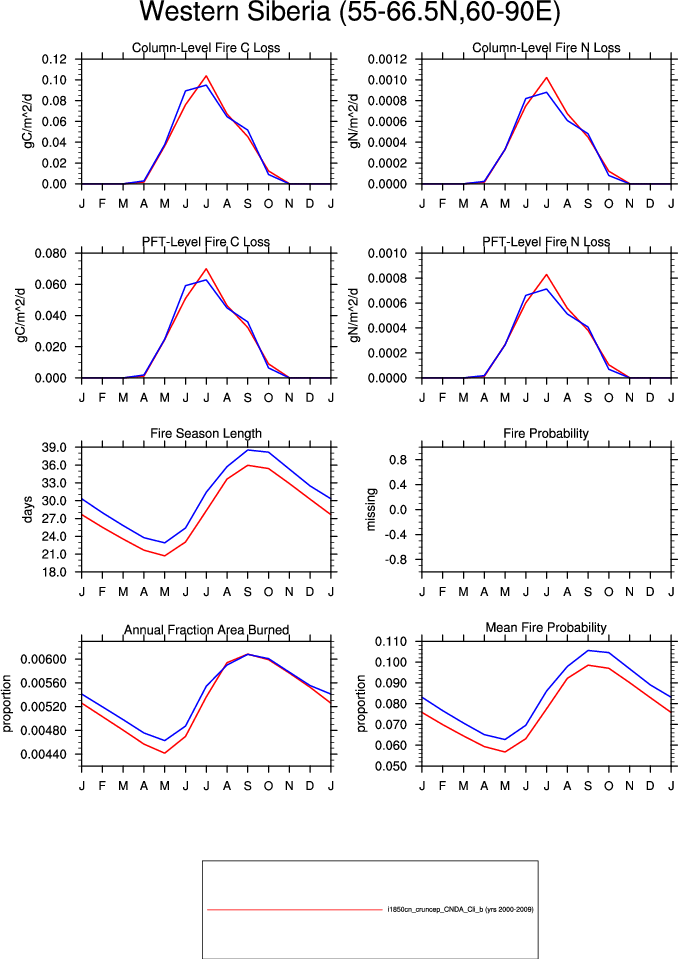 Western Siberia (55-66.5N,60-90E)
Column-Level Fire C Loss
gC/m^2/d
0.12
0.10
0.08
0.06
0.04
0.02
0.00
J F M A M J J A S O N D J
Column-Level Fire N Loss
gN/m^2/d
0.0012
0.0010
0.0008
0.0006
0.0004
0.0002
0.0000
J F M A M J J A S O N D J
PFT-Level Fire C Loss
gC/m^2/d
0.080
0.060
0.040
0.020
0.000
J F M A M J J A S O N D J
PFT-Level Fire N Loss
gN/m^2/d
0.0010
0.0008
0.0006
0.0004
0.0002
0.0000
J F M A M J J A S O N D J
Fire Season Length
days
39.0
36.0
33.0
30.0
27.0
24.0
21.0
18.0
J F M A M J J A S O N D J
Fire Probability
missing
0.8
0.4
0.0
-0.4
-0.8
J F M A M J J A S O N D J
Annual Fraction Area Burned
proportion
0.00600
0.00560
0.00520
0.00480
0.00440
J F M A M J J A S O N D J
Mean Fire Probability
proportion
0.110
0.100
0.090
0.080
0.070
0.060
0.050
J F M A M J J A S O N D J
i1850cn_cruncep_CNDA_Cli_b (yrs 2000-2009)